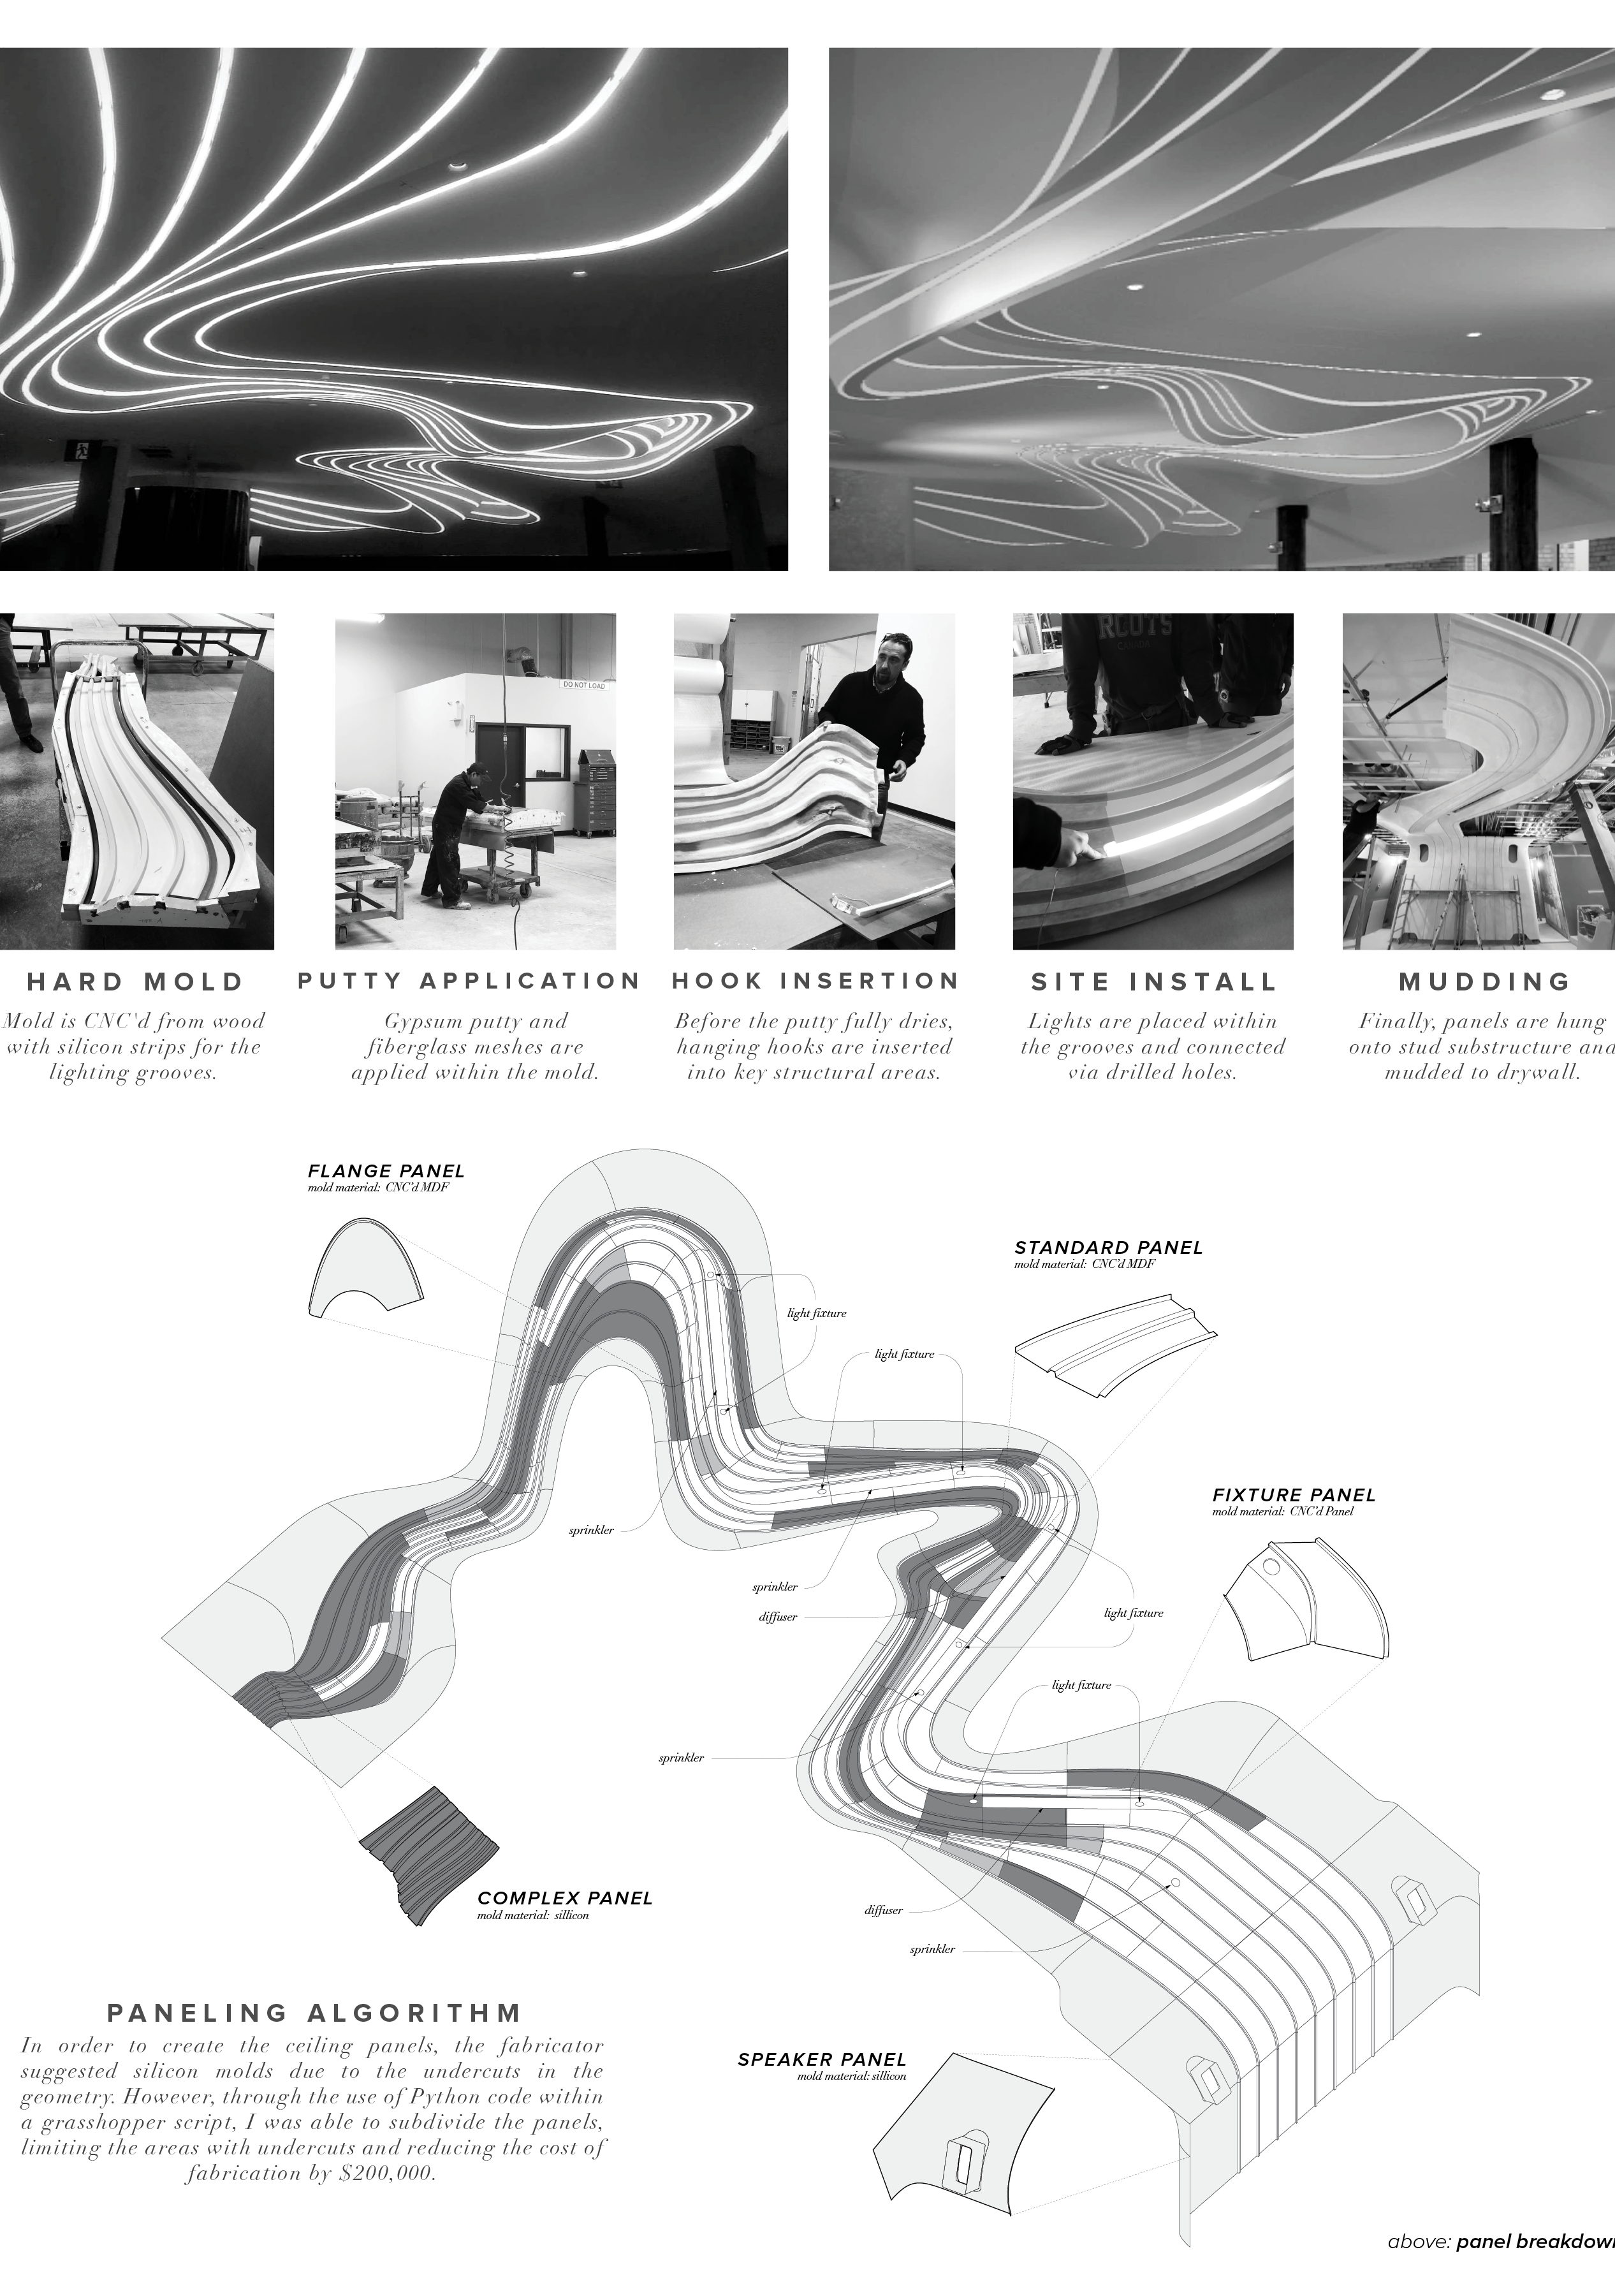 DO NOT LOAD
RCUTS
HARD MOLD
Mold is CNC'd from wood
with silicon strips for the
lighting grooves.
PUTTY APPLICATION
Gypsum putty and
fiberglass meshes are
applied within the mold.
HOOK INSERTION
Before the putty fully dries,
hanging hooks are inserted
into key structural areas.
SITE INSTALL
Lights are placed within
the grooves and connected
via drilled holes.
MUDDING
Finally, panels are hung
onto stud substructure and
mudded to drywall.
FLANGE PANEL
mold material: CNC'd MDF
STANDARD PANEL
mold material: CNC'd MDF
light fixture
light fixture
FIXTURE PANEL
mold material: CNC'd Panel
sprinkler
sprinkler
diffuser
light fixture
light fixture
sprinkler
COMPLEX PANEL
mold material: sillicon
diffuser
sprinkler
PANELING ALGORITHM
In order to create the ceiling panels, the fabricator
suggested silicon molds due to the undercuts in the
geometry. However, through the use of Python code within
a grasshopper script, I was able to subdivide the panels,
limiting the areas with undercuts and reducing the cost of
fabrication by $200,000.
SPEAKER PANEL
mold material: sillicon
above: panel breakdown